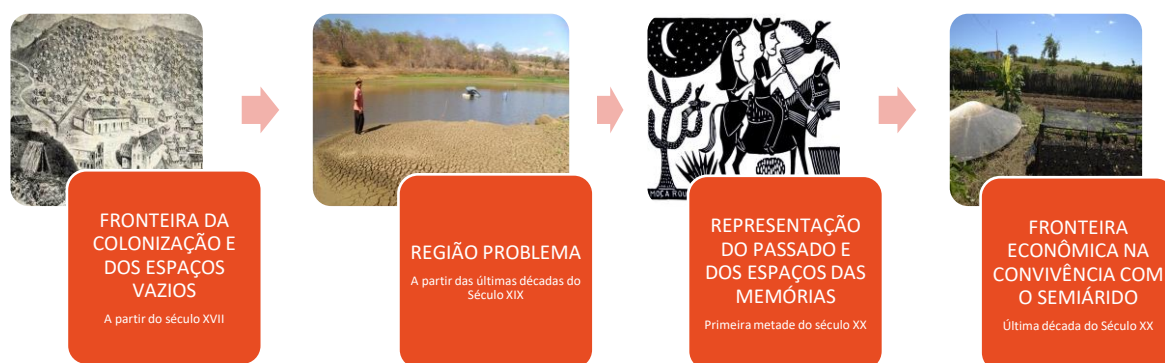 FRONTEIRA DA
COLONIZAÇÃO E
DOS ESPAÇOS
VAZIOS
A partir do século XVII
REGIÃO PROBLEMA
A partir das últimas décadas do
Século XIX
MOÇA ROU
REPRESENTAÇÃO
DO PASSADO E
DOS ESPAÇOS DAS
MEMÓRIAS
Primeira metade do século XX
FRONTEIRA
ECONÔMICA NA
CONVIVÊNCIA COM
O SEMIÁRIDO
Última década do Século XX